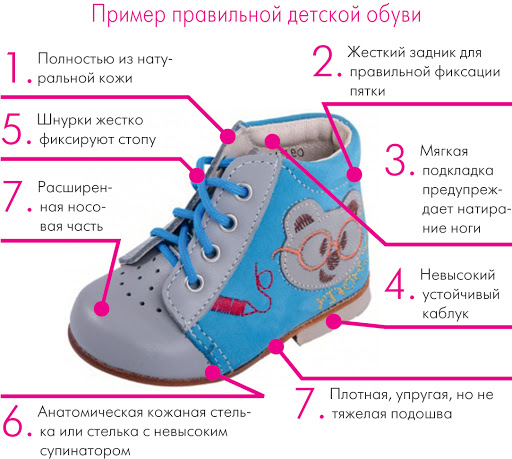 Пример правильной детской обуви
1.
Полностью из нату-
ральной кожи
2.
Жесткий задник для
правильной фиксации
пятки
5.
Шнурки жестко
фиксируют стопу
3.
Мягкая
подкладка
предупреж-
дает натира-
ние ноги
7.
Расширен-
ная носо-
вая часть
4.
Невысокий
устойчивый
каблук
7.
Плотная, упругая, но не
тяжелая подошва
6.
Анатомическая кожаная стель-
ка или стелька с невысоким
супинатором